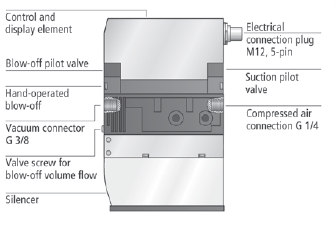 Control and
display element
Blow-off pilot valve
Hand-operated
blow-off
Vacuum connector
G 3/8
Valve screw for
blow-off volume flow
Silencer
Electrical
connection plug
M12, 5-pin
Suction pilot
valve
Compressed air
connection G 1/4